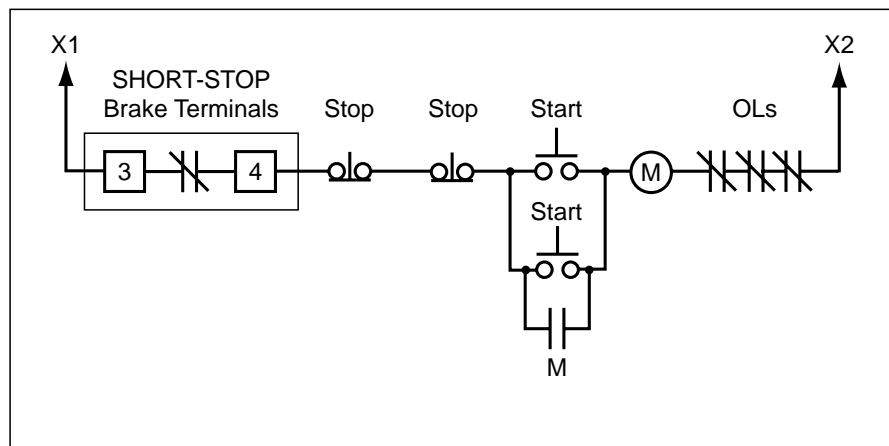 X1
X2
SHORT-STOP
Brake Terminals
Stop
Stop
Start
OLs
3
4
M
Start
M